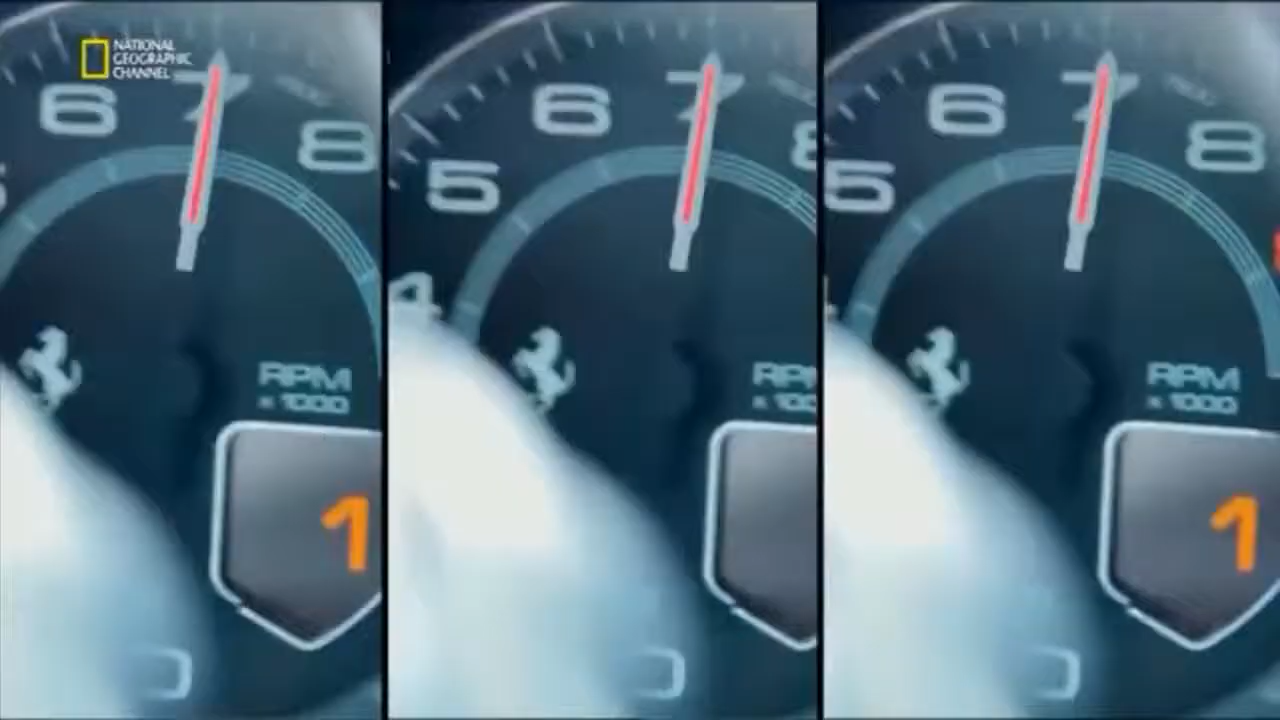 NATIONAL
GEOGRAPHIC
CHANNEL
6 7 8
RPM
x 1000
1
5 6 7 8
4
RPM
x 1000
5 6 7 8
RPM
x 1000
1